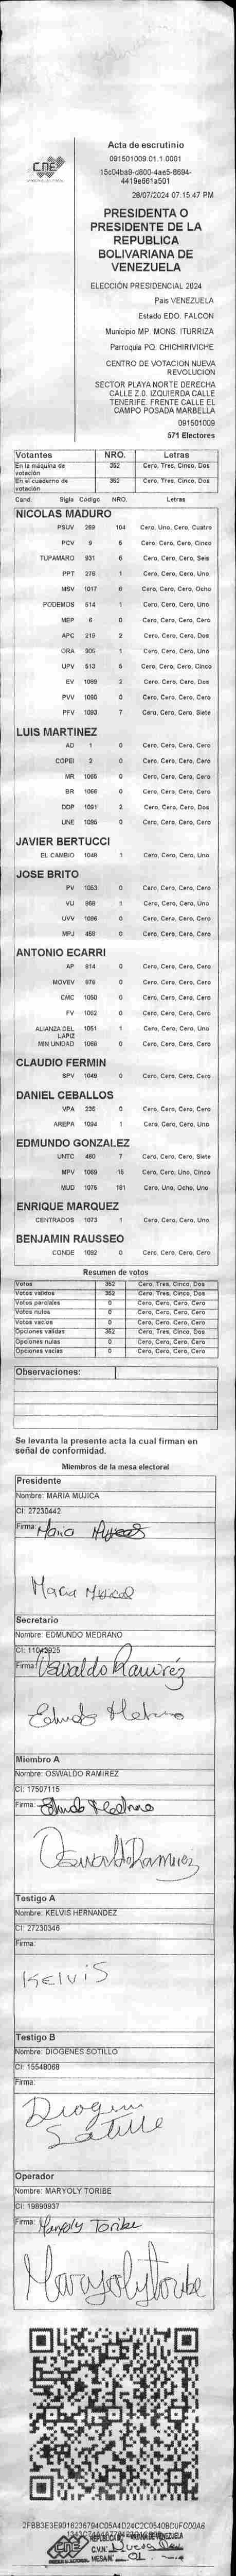 CNE
Acta de escrutinio
091501009.01.1.0001
15c04ba9-d800-4ae5-8694-
4419e661a501
28/07/2024 07:15:47 PM
PRESIDENTA O
PRESIDENTE DE LA
REPUBLICA
BOLIVARIANA DE
VENEZUELA
ELECCIÓN PRESIDENCIAL 2024
País VENEZUELA
Estado EDO. FALCON
Municipio MP. MONS. ITURRIZA
Parroquia PQ. CHICHIRIVICHE
CENTRO DE VOTACION NUEVA
REVOLUCION
SECTOR PLAYA NORTE DERECHA
CALLE Z.0. IZQUIERDA CALLE
TENERIFE. FRENTE CALLE EL
CAMPO POSADA MARBELLA
091501009
571 Electores
Votantes NRO. Letras
En la máquina de votación 352 Cero, Tres, Cinco, Dos
En el cuaderno de votación 352 Cero, Tres, Cinco, Dos
Cand. Sigla Código NRO. Letras
NICOLAS MADURO
PSUV 269 104 Cero, Uno, Cero, Cuatro
PCV 9 5 Cero, Cero, Cero, Cinco
TUPAMARO 931 6 Cero, Cero, Cero, Seis
PPT 276 1 Cero, Cero, Cero, Uno
MSV 1017 8 Cero, Cero, Cero, Ocho
PODEMOS 514 1 Cero, Cero, Cero, Uno
MEP 6 0 Cero, Cero, Cero, Cero
APC 219 2 Cero, Cero, Cero, Dos
ORA 906 1 Cero, Cero, Cero, Uno
UPV 513 5 Cero, Cero, Cero, Cinco
EV 1089 2 Cero, Cero, Cero, Dos
PVV 1090 0 Cero, Cero, Cero, Cero
PFV 1093 7 Cero, Cero, Cero, Siete
LUIS MARTINEZ
AD 1 0 Cero, Cero, Cero, Cero
COPEI 2 0 Cero, Cero, Cero, Cero
MR 1065 0 Cero, Cero, Cero, Cero
BR 1066 0 Cero, Cero, Cero, Cero
DDP 1091 2 Cero, Cero, Cero, Dos
UNE 1095 0 Cero, Cero, Cero, Cero
JAVIER BERTUCCI
EL CAMBIO 1048 1 Cero, Cero, Cero, Uno
JOSE BRITO
PV 1053 0 Cero, Cero, Cero, Cero
VU 968 1 Cero, Cero, Cero, Uno
UVV 1096 0 Cero, Cero, Cero, Cero
MPJ 458 0 Cero, Cero, Cero, Cero
ANTONIO ECARRI
AP 814 0 Cero, Cero, Cero, Cero
MOVEV 978 0 Cero, Cero, Cero, Cero
CMC 1050 0 Cero, Cero, Cero, Cero
FV 1002 0 Cero, Cero, Cero, Cero
ALIANZA DEL LAPIZ 1051 1 Cero, Cero, Cero, Uno
MIN UNIDAD 1068 0 Cero, Cero, Cero, Cero
CLAUDIO FERMIN
SPV 1049 0 Cero, Cero, Cero, Cero
DANIEL CEBALLOS
VPA 236 0 Cero, Cero, Cero, Cero
AREPA 1094 1 Cero, Cero, Cero, Uno
EDMUNDO GONZALEZ
UNTC 460 7 Cero, Cero, Cero, Siete
MPV 1069 15 Cero, Cero, Uno, Cinco
MUD 1076 181 Cero, Uno, Ocho, Uno
ENRIQUE MARQUEZ
CENTRADOS 1073 1 Cero, Cero, Cero, Uno
BENJAMIN RAUSSEO
CONDE 1092 0 Cero, Cero, Cero, Cero
Resumen de votos
Votos 352 Cero, Tres, Cinco, Dos
Votos validos 352 Cero, Tres, Cinco, Dos
Votos parciales 0 Cero, Cero, Cero, Cero
Votos nulos 0 Cero, Cero, Cero, Cero
Votos vacíos 0 Cero, Cero, Cero, Cero
Opciones validas 352 Cero, Tres, Cinco, Dos
Opciones nulas 0 Cero, Cero, Cero, Cero
Opciones vacías 0 Cero, Cero, Cero, Cero
Observaciones:
Se levanta la presente acta la cual firman en
señal de conformidad.
Miembros de la mesa electoral
Presidente
Nombre: MARIA MUJICA
CI: 27230442
Firma: Maria Mujica
Maria Mujica
Secretario
Nombre: EDMUNDO MEDRANO
CI: 11042925
Firma: Oswaldo Ramirez
Edmundo Medrano
Miembro A
Nombre: OSWALDO RAMIREZ
CI: 17507115
Firma: Edmundo Medrano
Oswaldo Ramirez
Testigo A
Nombre: KELVIS HERNANDEZ
CI: 27230346
Firma:
Kelvis
Testigo B
Nombre: DIOGENES SOTILLO
CI: 15548068
Firma:
Diogenes
Sotillo
Operador
Nombre: MARYOLY TORIBE
CI: 19890937
Firma: Maryoly Toribe
Maryoly Toribe
REPÚBLICA BOLIVARIANA DE VENEZUELA
CNE
C.V.N°
MESA N° 01